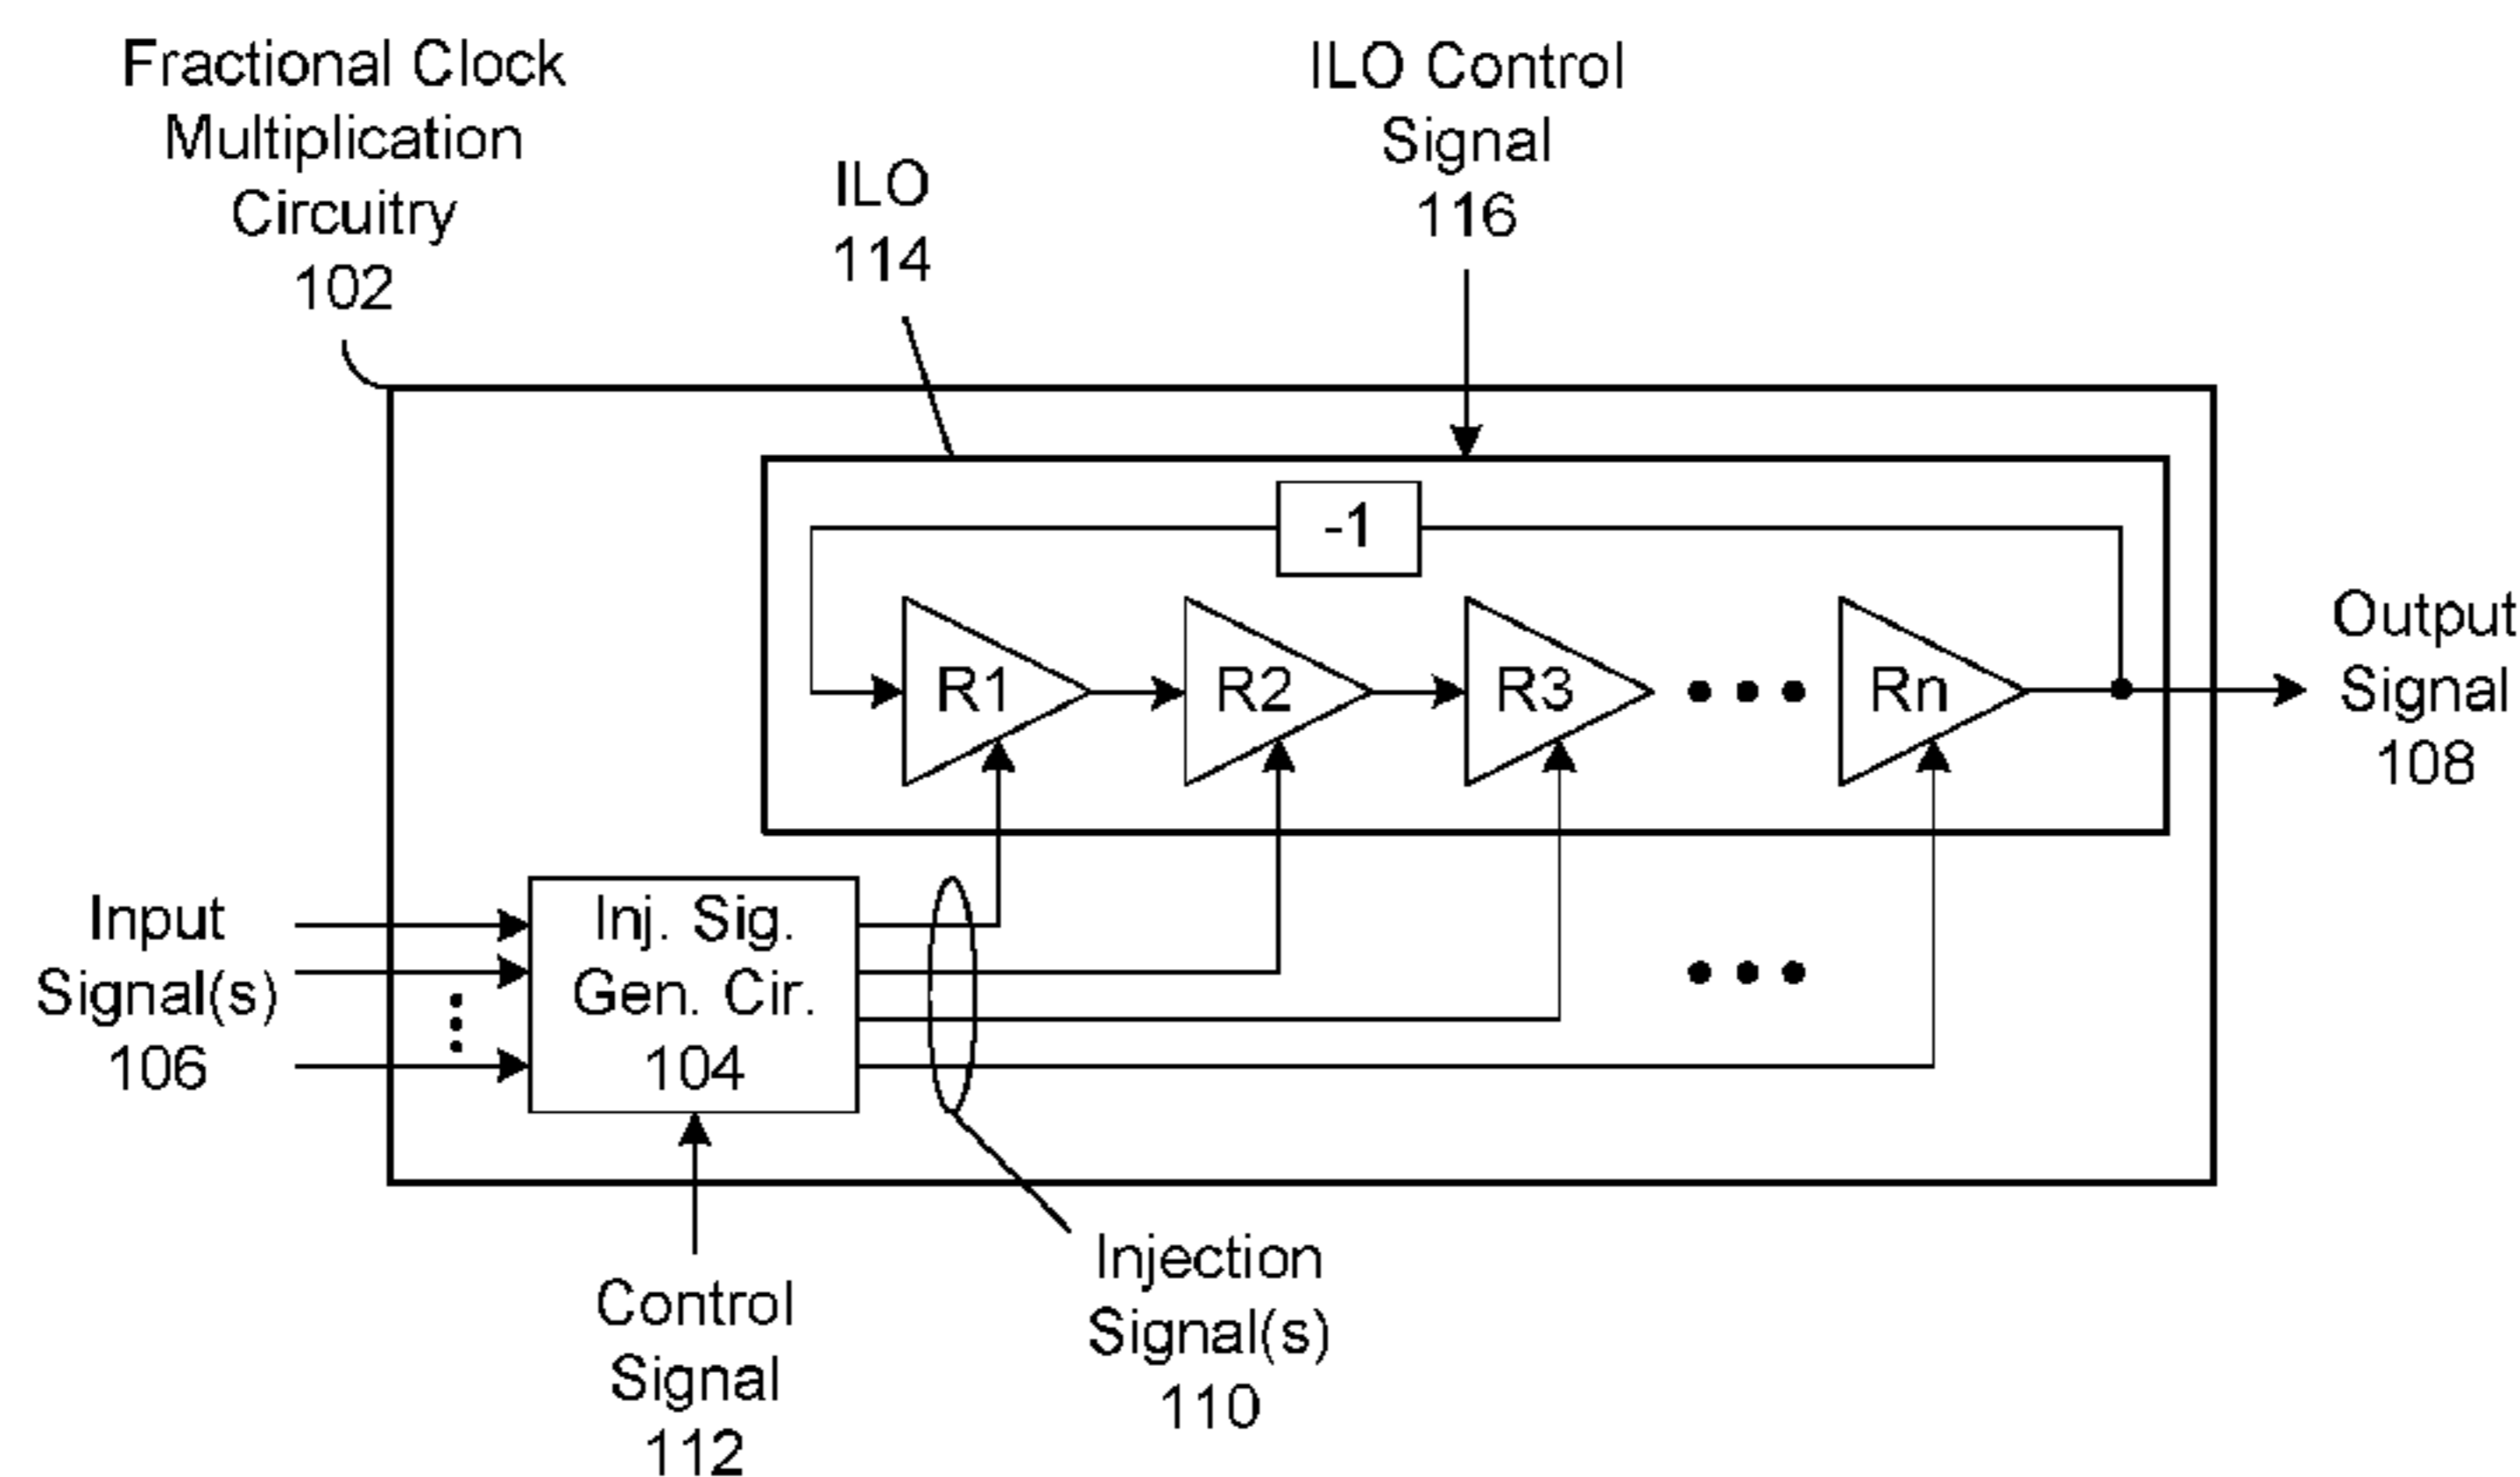 Fractional Clock
Multiplication
Circuitry
102
ILO
114
ILO Control
Signal
116
-1
R1
R2
R3
Rn
Output
Signal
108
Input
Signal(s)
106
Inj. Sig.
Gen. Cir.
104
Control
Signal
112
Injection
Signal(s)
110